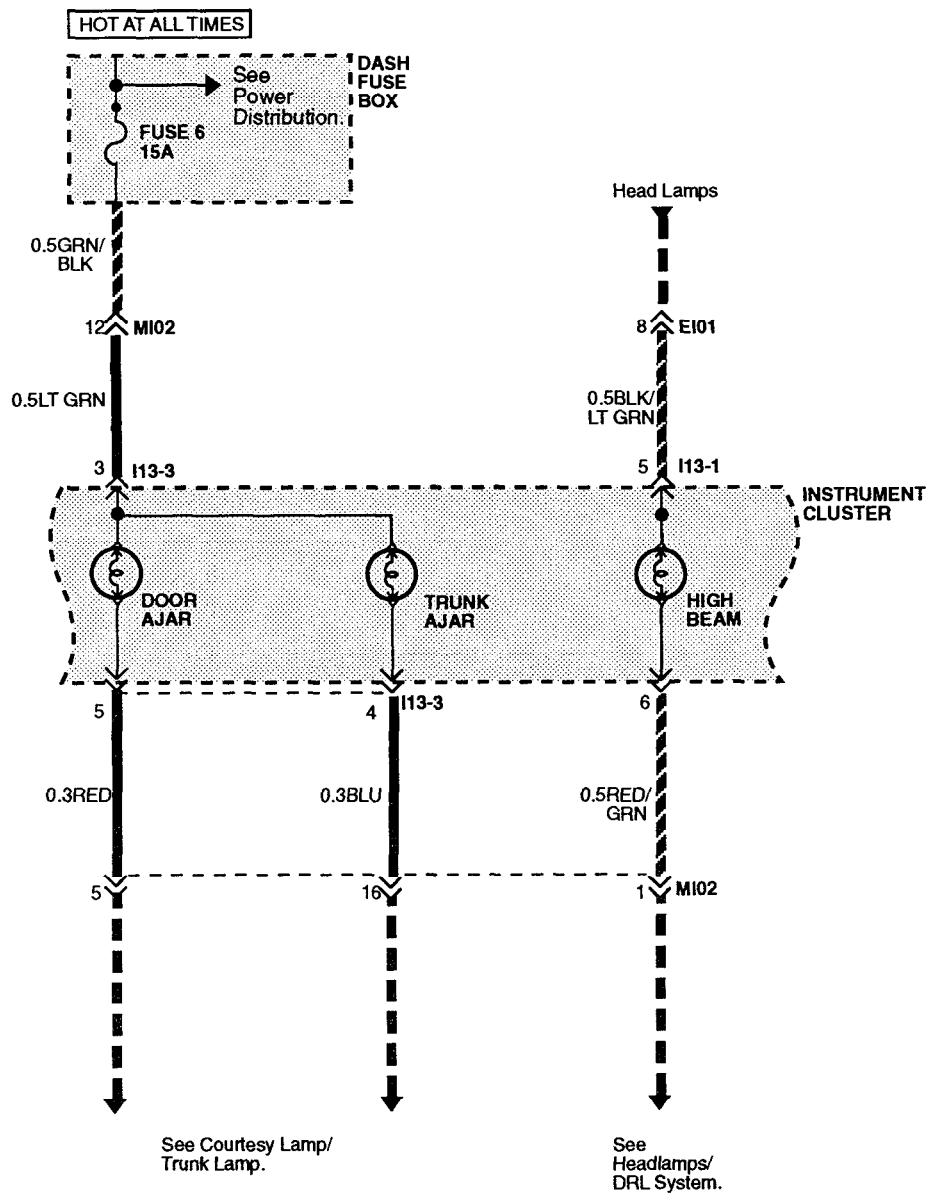 HOT AT ALL TIMES
DASH
FUSE
BOX
See
Power
Distribution.
FUSE 6
15A
Head Lamps
0.5GRN/
BLK
12
MI02
8
EI01
0.5LT GRN
0.5BLK/
LT GRN
3
I13-3
5
I13-1
INSTRUMENT
CLUSTER
DOOR
AJAR
TRUNK
AJAR
HIGH
BEAM
5
4
I13-3
6
0.3RED
0.3BLU
0.5RED/
GRN
5
16
1
MI02
See Courtesy Lamp/
Trunk Lamp.
See
Headlamps/
DRL System.